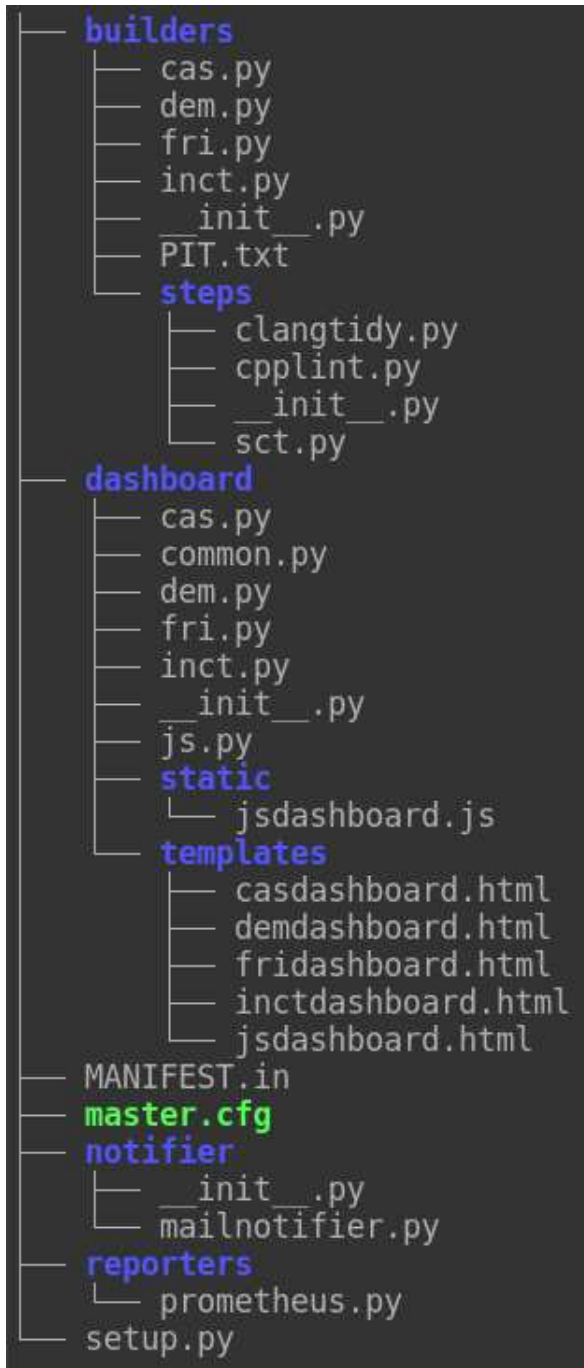 ├── builders
│   ├── cas.py
│   ├── dem.py
│   ├── fri.py
│   ├── inct.py
│   ├── __init__.py
│   ├── PIT.txt
│   └── steps
│       ├── clangtidy.py
│       ├── cpplint.py
│       ├── __init__.py
│       └── sct.py
├── dashboard
│   ├── cas.py
│   ├── common.py
│   ├── dem.py
│   ├── fri.py
│   ├── inct.py
│   ├── __init__.py
│   ├── js.py
│   ├── static
│   │   └── jsdashboard.js
│   └── templates
│       ├── casdashboard.html
│       ├── demdashboard.html
│       ├── fridashboard.html
│       ├── inctdashboard.html
│       └── jsdashboard.html
├── MANIFEST.in
├── master.cfg
├── notifier
│   ├── __init__.py
│   └── mailnotifier.py
├── reporters
│   └── prometheus.py
└── setup.py